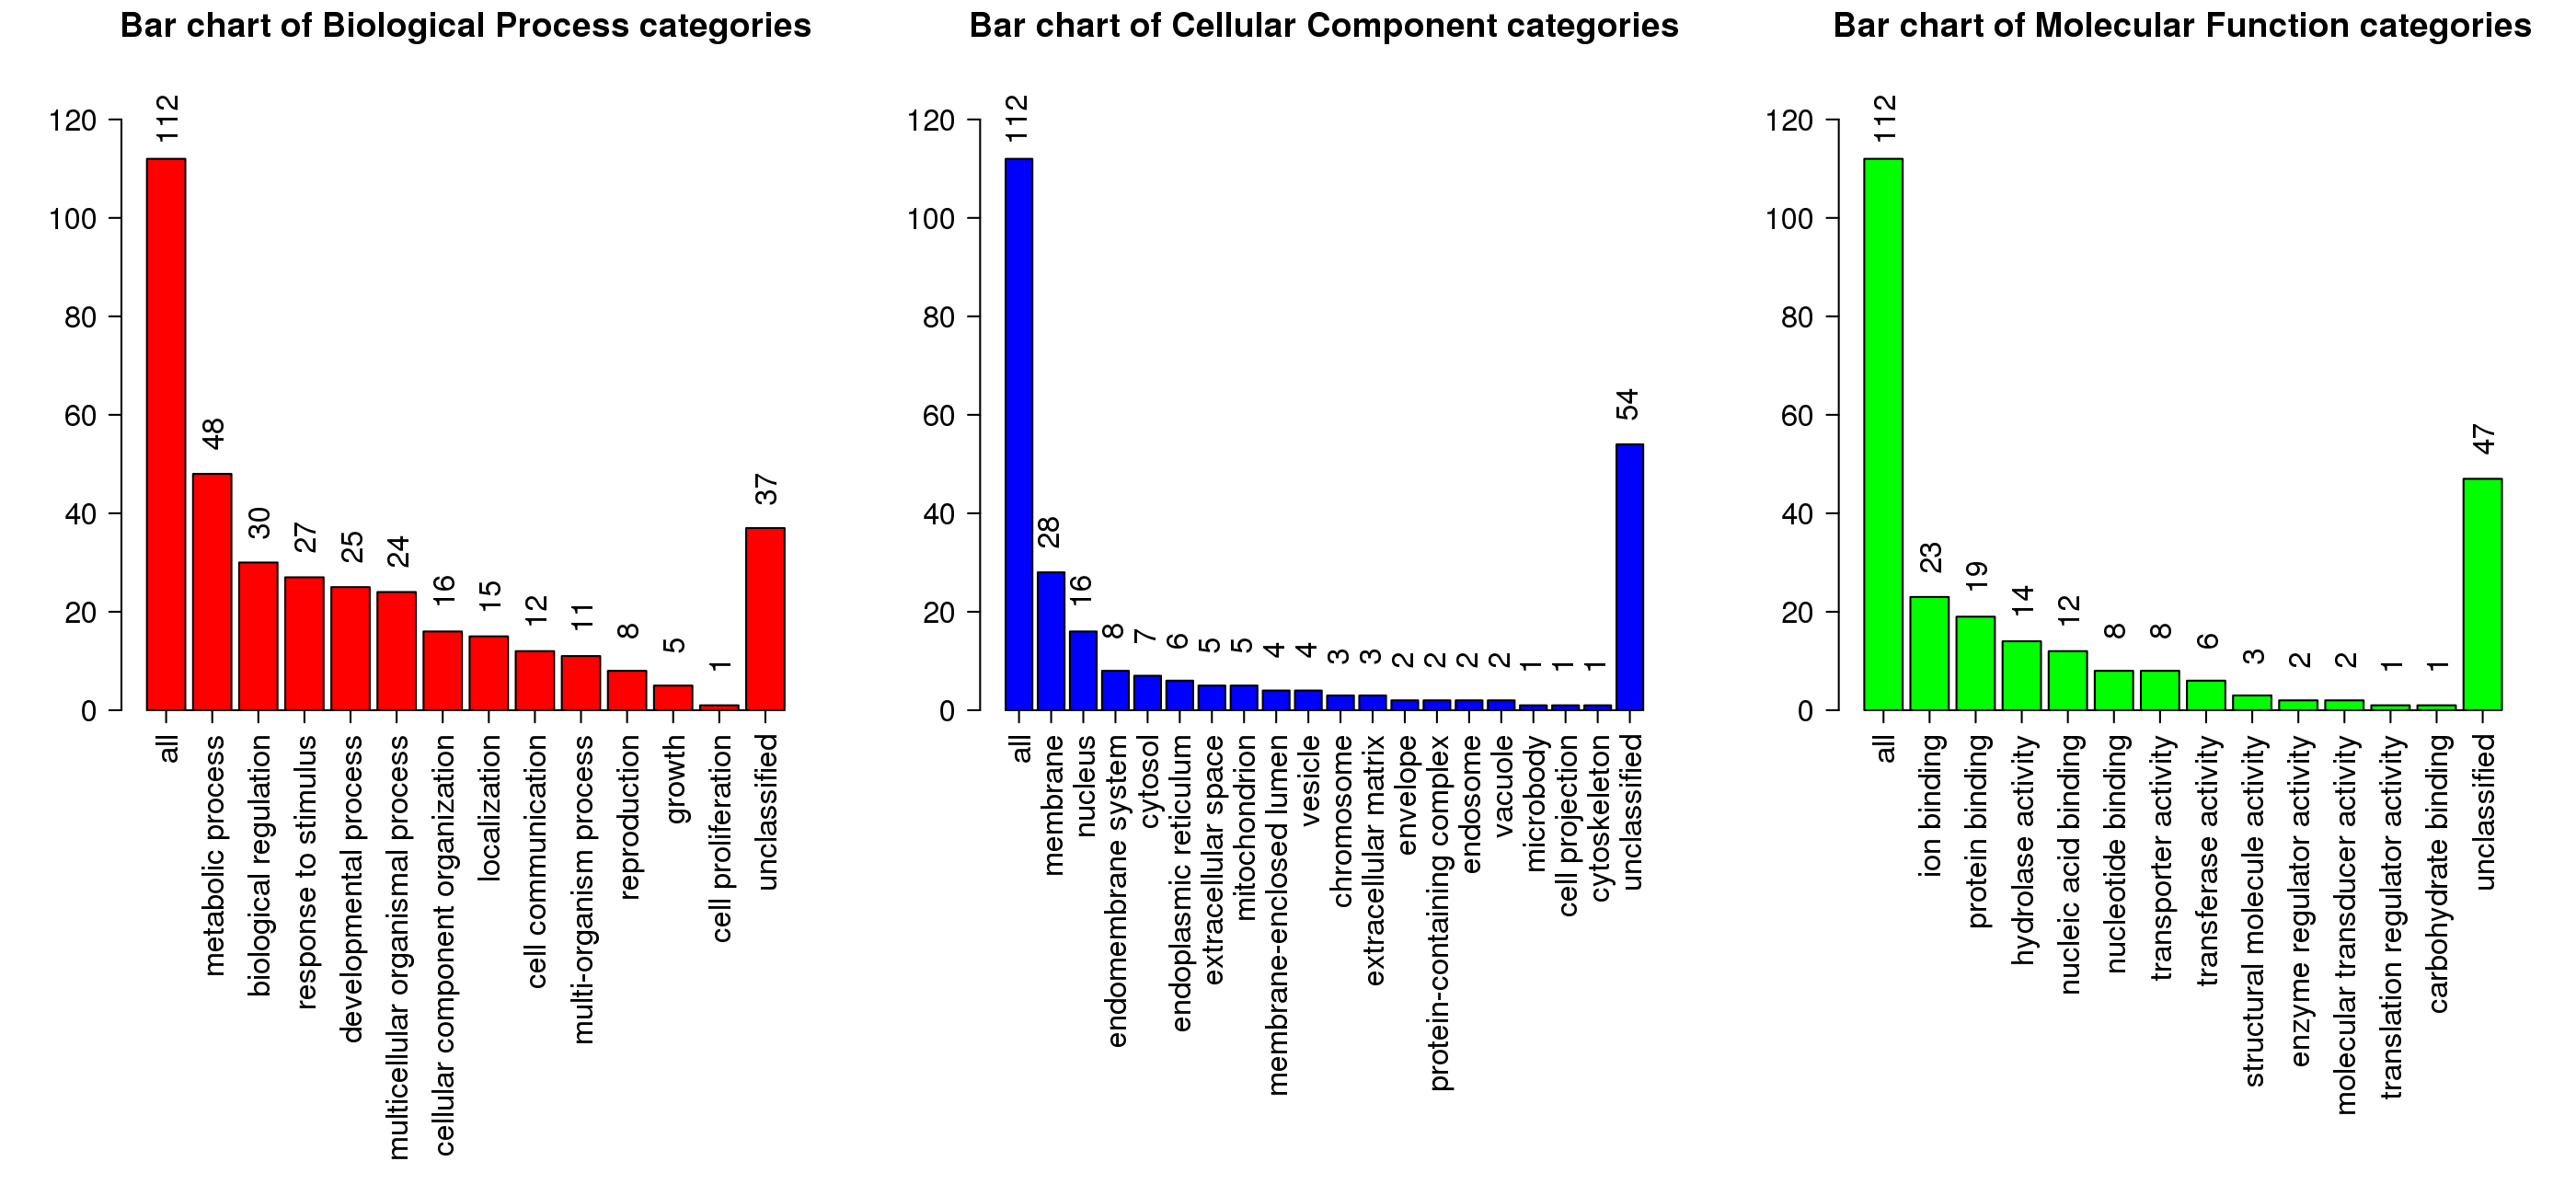 Bar chart of Biological Process categories
120
100
80
60
40
20
0
112
48
30
27
25
24
16
15
12
11
8
5
1
37
all
metabolic process
biological regulation
response to stimulus
developmental process
multicellular organismal process
cellular component organization
localization
cell communication
multi-organism process
reproduction
growth
cell proliferation
unclassified
Bar chart of Cellular Component categories
120
100
80
60
40
20
0
112
28
16
8
7
6
5
5
4
4
3
3
2
2
2
2
1
1
1
54
all
membrane
nucleus
endomembrane system
cytosol
endoplasmic reticulum
extracellular space
mitochondrion
membrane-enclosed lumen
vesicle
chromosome
extracellular matrix
envelope
protein-containing complex
endosome
vacuole
microbody
cell projection
cytoskeleton
unclassified
Bar chart of Molecular Function categories
120
100
80
60
40
20
0
112
23
19
14
12
8
8
6
3
2
2
1
1
47
all
ion binding
protein binding
hydrolase activity
nucleic acid binding
nucleotide binding
transporter activity
transferase activity
structural molecule activity
enzyme regulator activity
molecular transducer activity
translation regulator activity
carbohydrate binding
unclassified